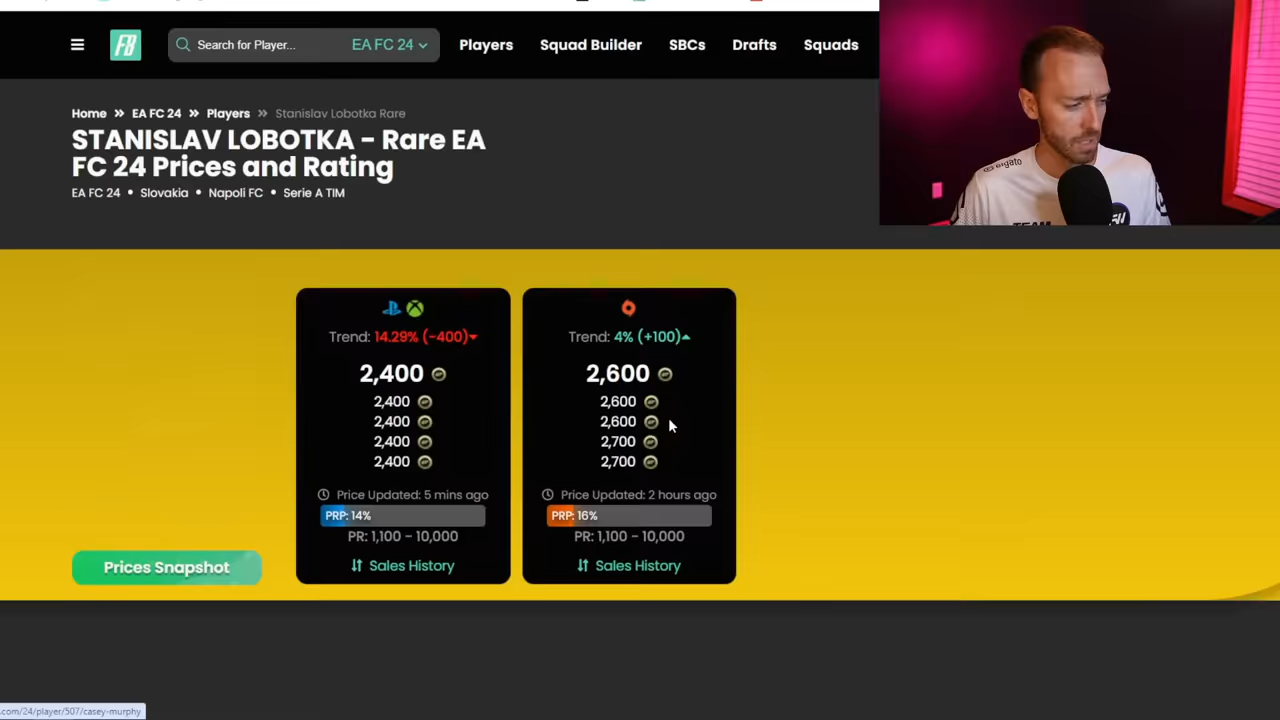 FB
Search for Player...
EA FC 24
Players
Squad Builder
SBCs
Drafts
Squads
Home » EA FC 24 » Players » Stanislav Lobotka Rare
STANISLAV LOBOTKA - Rare EA
FC 24 Prices and Rating
EA FC 24 • Slovakia • Napoli FC • Serie A TIM
elgato
TEAM
Trend: 14.29% (-400)
2,400
2,400
2,400
2,400
2,400
Price Updated: 5 mins ago
PRP: 14%
PR: 1,100 - 10,000
Sales History
Trend: 4% (+100)
2,600
2,600
2,600
2,700
2,700
Price Updated: 2 hours ago
PRP: 16%
PR: 1,100 - 10,000
Sales History
Prices Snapshot
.com/24/player/507/casey-murphy